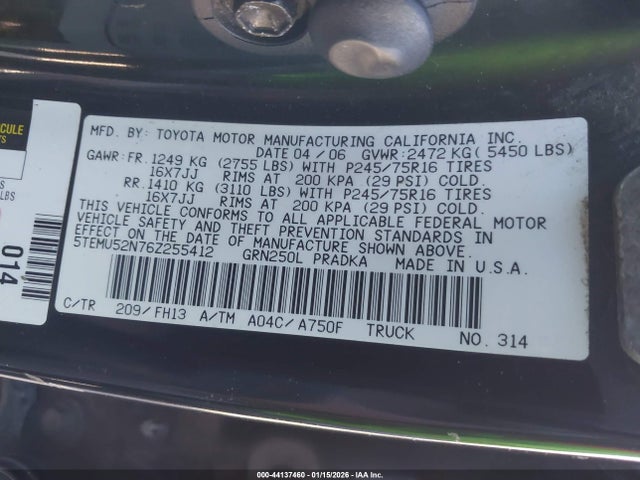 MFD. BY: TOYOTA MOTOR MANUFACTURING CALIFORNIA INC.
DATE 04 / 06 GVWR: 2472 KG ( 5450 LBS)
GAWR: FR. 1249 KG (2755 LBS) WITH P245/75R16 TIRES
16X7JJ RIMS AT 200 KPA (29 PSI) COLD.
RR. 1410 KG (3110 LBS) WITH P245/75R16 TIRES
16X7JJ RIMS AT 200 KPA (29 PSI) COLD.
THIS VEHICLE CONFORMS TO ALL APPLICABLE FEDERAL MOTOR
VEHICLE SAFETY AND THEFT PREVENTION STANDARDS IN
EFFECT ON THE DATE OF MANUFACTURE SHOWN ABOVE.
5TEMU52N76Z255412 GRN250L PRADKA MADE IN U.S.A.
C/TR 209/FH13 A/TM A04C/A750F TRUCK NO. 314
CULE
LBS
014
000-44137460 - 01/15/2026 - IAA Inc.